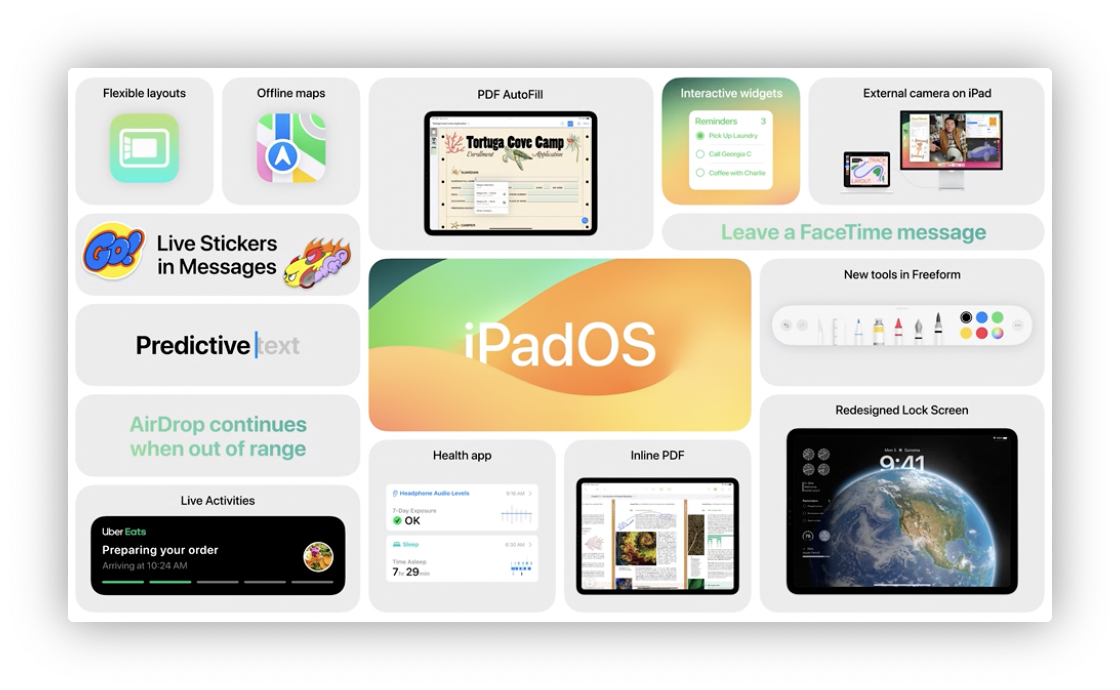 Flexible layouts
Offline maps
PDF AutoFill
Tortuga Cove Camp
Enrollment Application
Interactive widgets
Reminders 3
Pick Up Laundry
Call Georgia C
Coffee with Charlie
External camera on iPad
GO!
Live Stickers
in Messages
Leave a FaceTime message
iPadOS
New tools in Freeform
Predictive text
AirDrop continues
when out of range
Redesigned Lock Screen
9:41
Health app
Headphone Audio Levels 9:16 AM
7-Day Exposure
OK
Sleep 6:30 AM
Time Asleep
7 hr 29 min
Inline PDF
Live Activities
Uber Eats
Preparing your order
Arriving at 10:24 AM